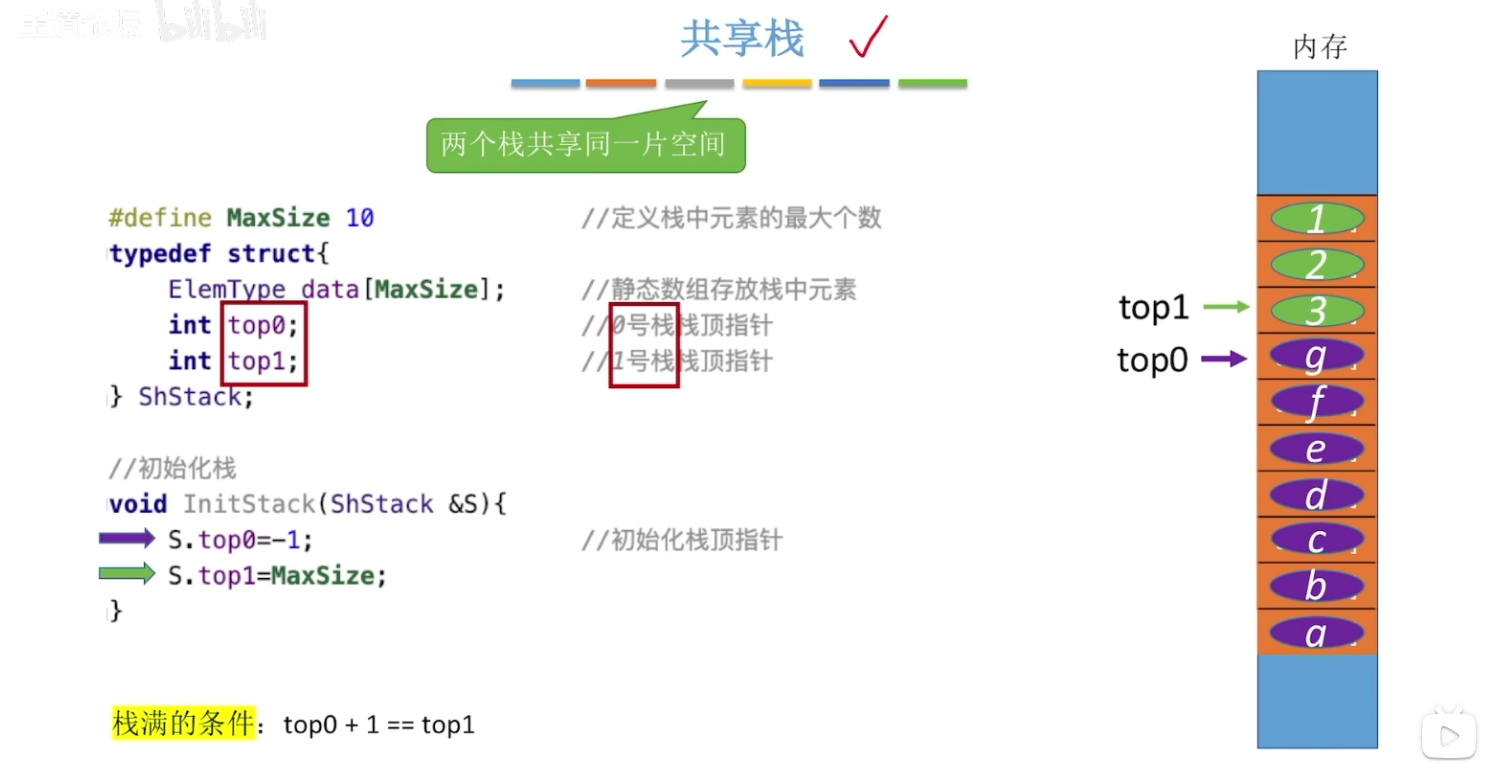 王道论坛 bilibili
共享栈
内存
两个栈共享同一片空间
#define MaxSize 10 //定义栈中元素的最大个数
typedef struct{
ElemType data[MaxSize]; //静态数组存放栈中元素
int top0; //0号栈栈顶指针
int top1; //1号栈栈顶指针
} ShStack;
//初始化栈
void InitStack(ShStack &S){
S.top0=-1; //初始化栈顶指针
S.top1=MaxSize;
}
栈满的条件：top0 + 1 == top1
1
2
top1 3
top0 g
f
e
d
c
b
a